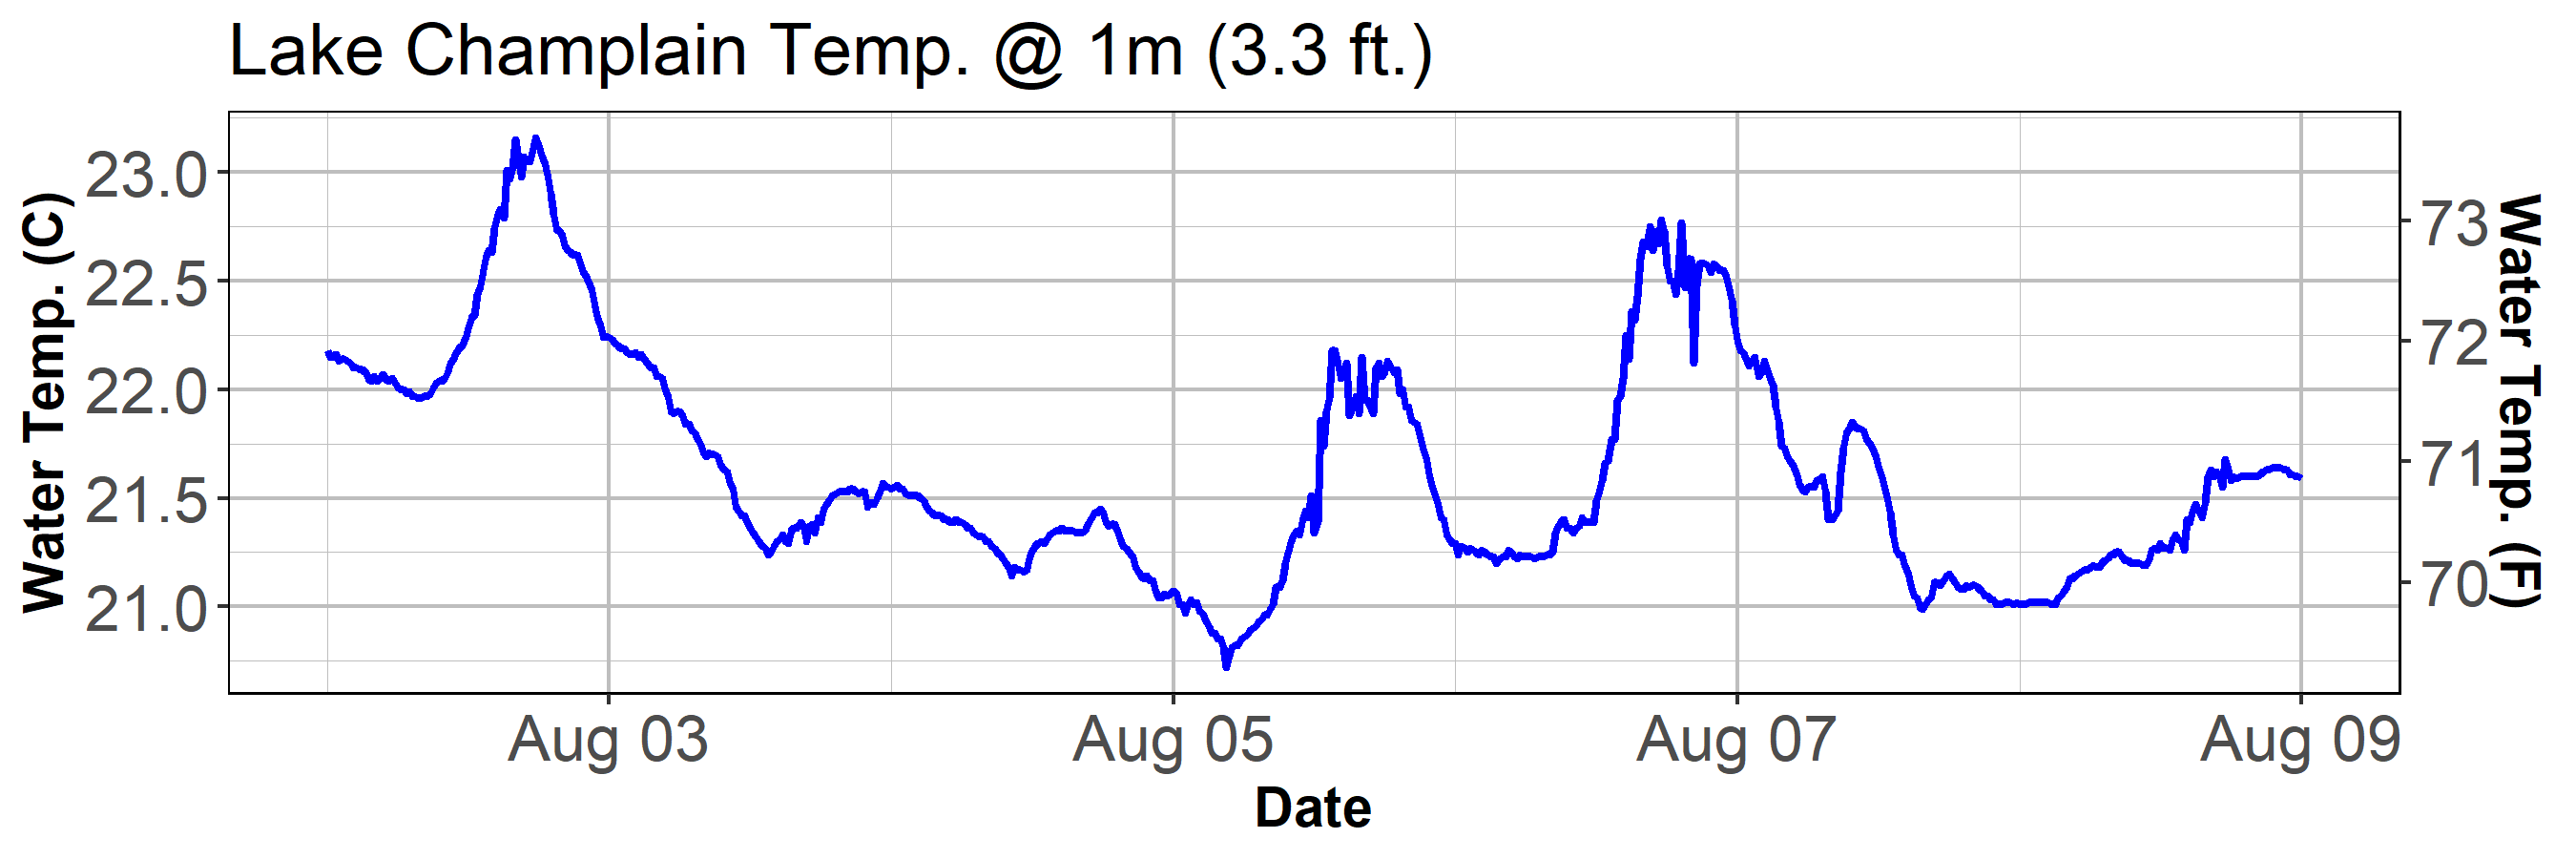 Lake Champlain Temp. @ 1m (3.3 ft.)
Water Temp. (C)
23.0
22.5
22.0
21.5
21.0
73
72
71
70
Water Temp. (F)
Aug 03 Aug 05 Aug 07 Aug 09
Date